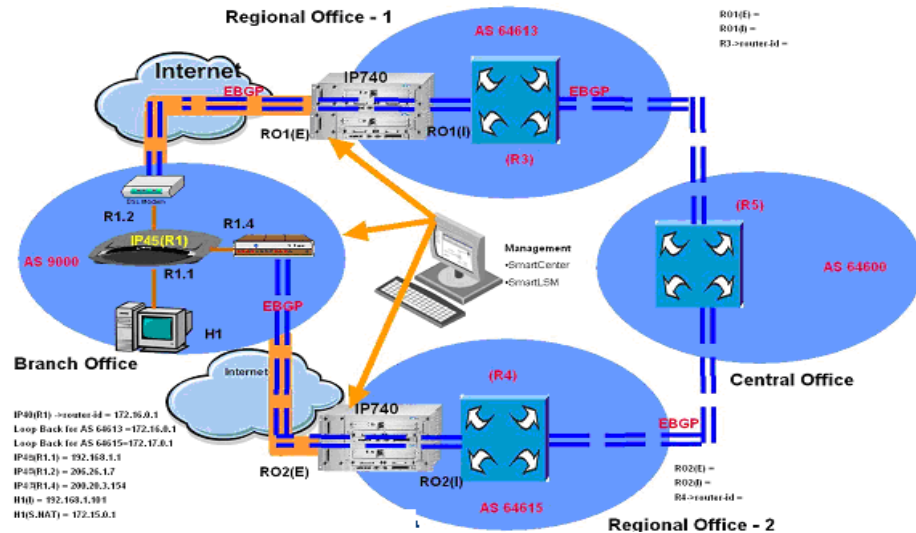 Regional Office - 1
RO1(E) =
RO1(I) =
R3->router-id =
AS 64613
Internet
EBGP
IP740
EBGP
RO1(E)
RO1(I)
(R3)
DSL Modem
R1.2
R1.4
IP45(R1)
(R5)
Management
•SmartCenter
•SmartLSM
AS 9000
R1.1
AS 64600
EBGP
H1
Branch Office
Internet
(R4)
Central Office
IP740
EBGP
IP40(R1) ->router-id = 172.16.0.1
Loop Back for AS 64613 =172.16.0.1
Loop Back for AS 64615=172.17.0.1
IP45(R1.1) = 192.168.1.1
IP45(R1.2) = 206.26.1.7
IP45(R1.4) = 200.20.3.154
H1(I) = 192.168.1.101
H1(S.NAT) = 172.15.0.1
RO2(E)
RO2(I)
RO2(E) =
RO2(I) =
R4->router-id =
AS 64615
Regional Office - 2